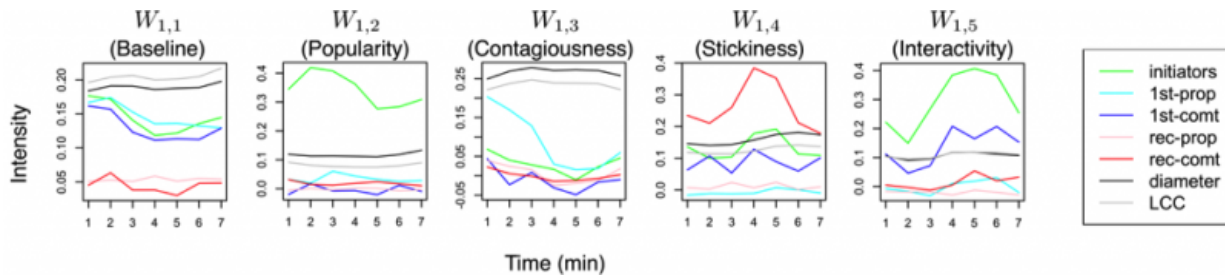 W1,1
(Baseline)
W1,2
(Popularity)
W1,3
(Contagiousness)
W1,4
(Stickiness)
W1,5
(Interactivity)
Intensity
0.20
0.15
0.10
0.05
1 2 3 4 5 6 7
0.4
0.3
0.2
0.1
0.0
1 2 3 4 5 6 7
0.25
0.15
0.05
-0.05
1 2 3 4 5 6 7
0.4
0.3
0.2
0.1
0.0
1 2 3 4 5 6 7
0.4
0.3
0.2
0.1
0.0
1 2 3 4 5 6 7
Time (min)
initiators
1st-prop
1st-comt
rec-prop
rec-comt
diameter
LCC